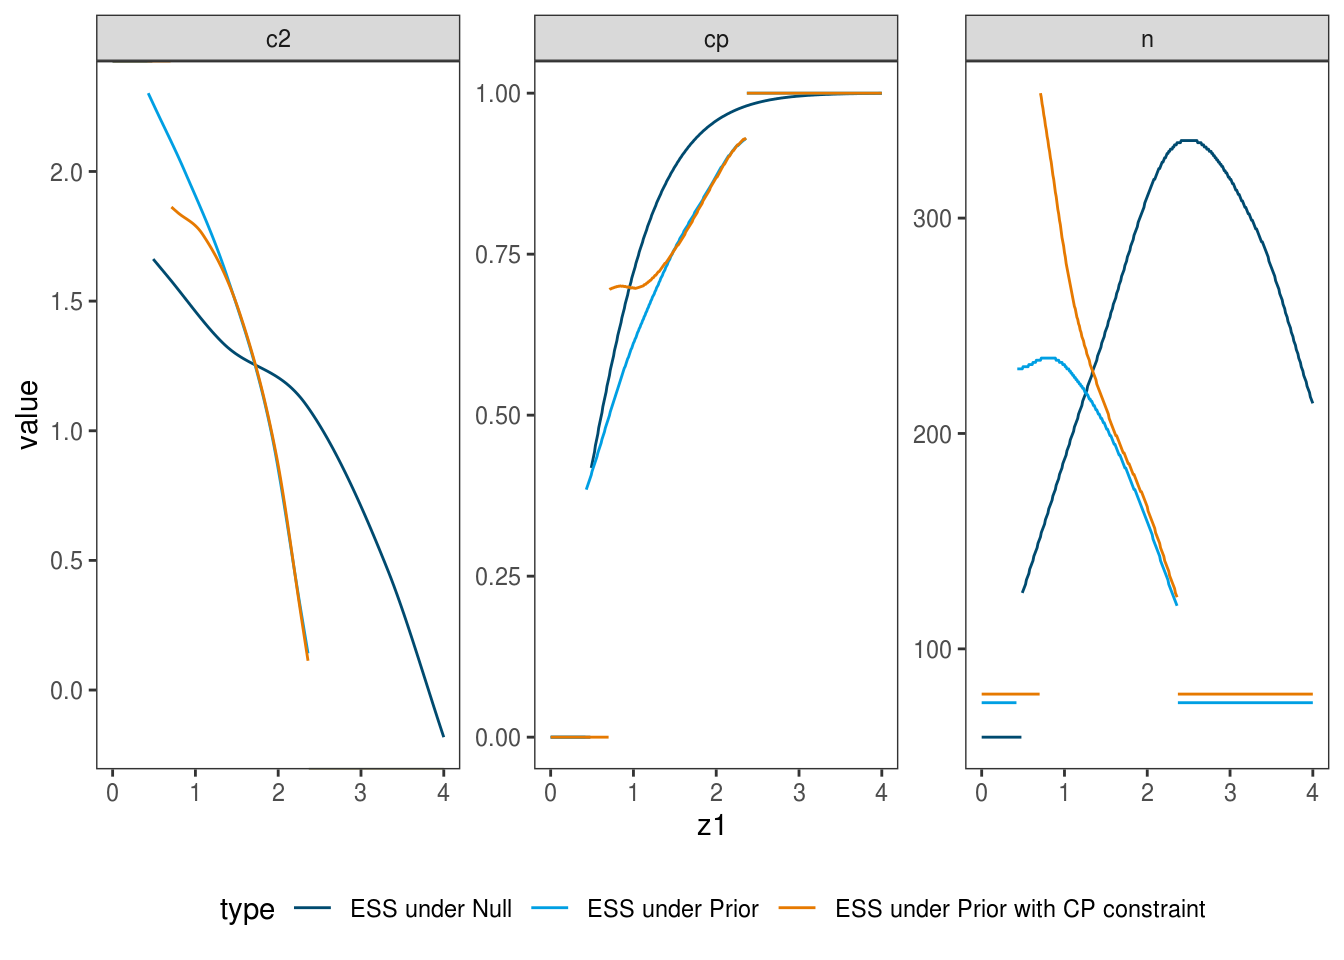 c2 cp n
value
2.0
1.5
1.0
0.5
0.0
1.00
0.75
0.50
0.25
0.00
300
200
100
0 1 2 3 4 0 1 2 3 4 0 1 2 3 4
z1
type ESS under Null ESS under Prior ESS under Prior with CP constraint